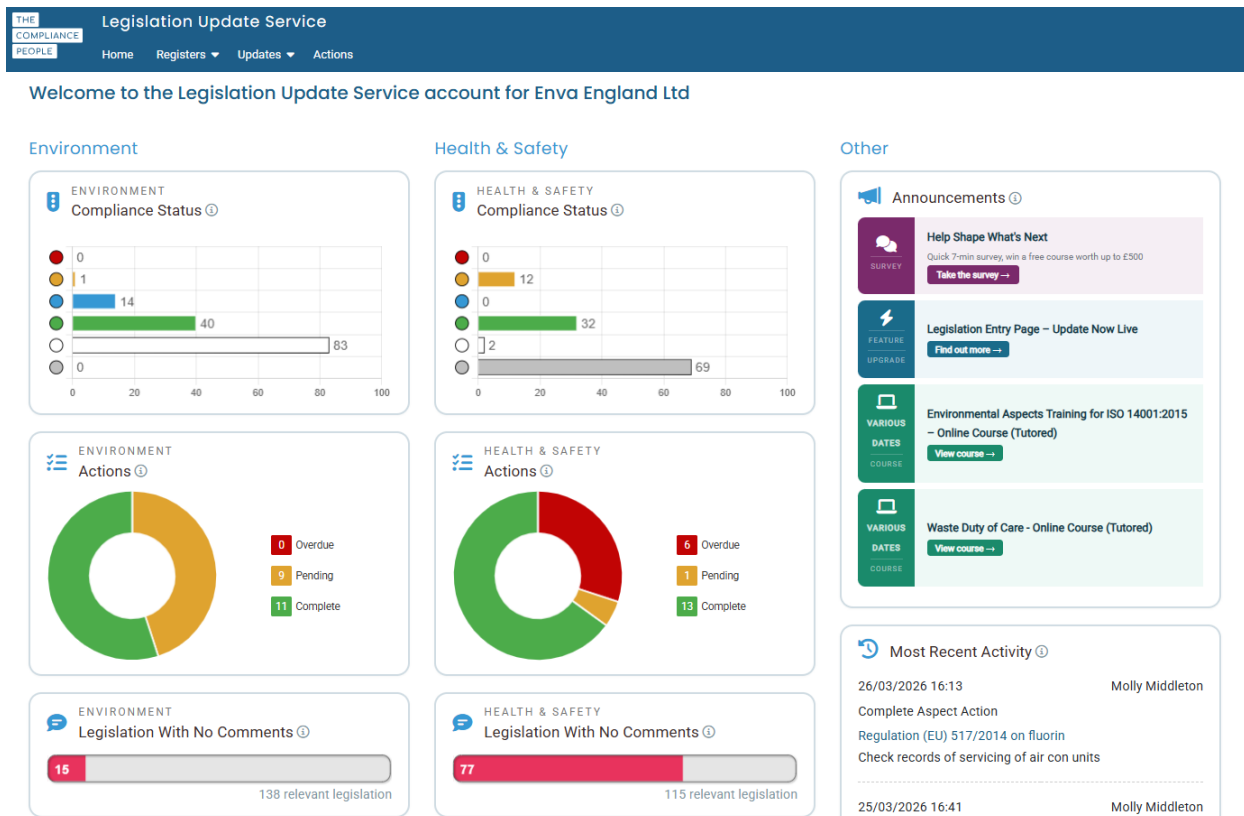 THE
COMPLIANCE
PEOPLE
Legislation Update Service
Home Registers Updates Actions
Welcome to the Legislation Update Service account for Enva England Ltd
Environment
ENVIRONMENT
Compliance Status
0
1
14
40
83
0
0 20 40 60 80 100
ENVIRONMENT
Actions
0 Overdue
9 Pending
11 Complete
ENVIRONMENT
Legislation With No Comments
15
138 relevant legislation
Health & Safety
HEALTH & SAFETY
Compliance Status
0
12
0
32
2
69
0 20 40 60 80 100
HEALTH & SAFETY
Actions
6 Overdue
1 Pending
13 Complete
HEALTH & SAFETY
Legislation With No Comments
77
115 relevant legislation
Other
Announcements
SURVEY
Help Shape What's Next
Quick 7-min survey, win a free course worth up to £500
Take the survey →
FEATURE
UPGRADE
Legislation Entry Page – Update Now Live
Find out more →
VARIOUS
DATES
COURSE
Environmental Aspects Training for ISO 14001:2015
– Online Course (Tutored)
View course →
VARIOUS
DATES
COURSE
Waste Duty of Care - Online Course (Tutored)
View course →
Most Recent Activity
26/03/2026 16:13 Molly Middleton
Complete Aspect Action
Regulation (EU) 517/2014 on fluorin
Check records of servicing of air con units
25/03/2026 16:41 Molly Middleton